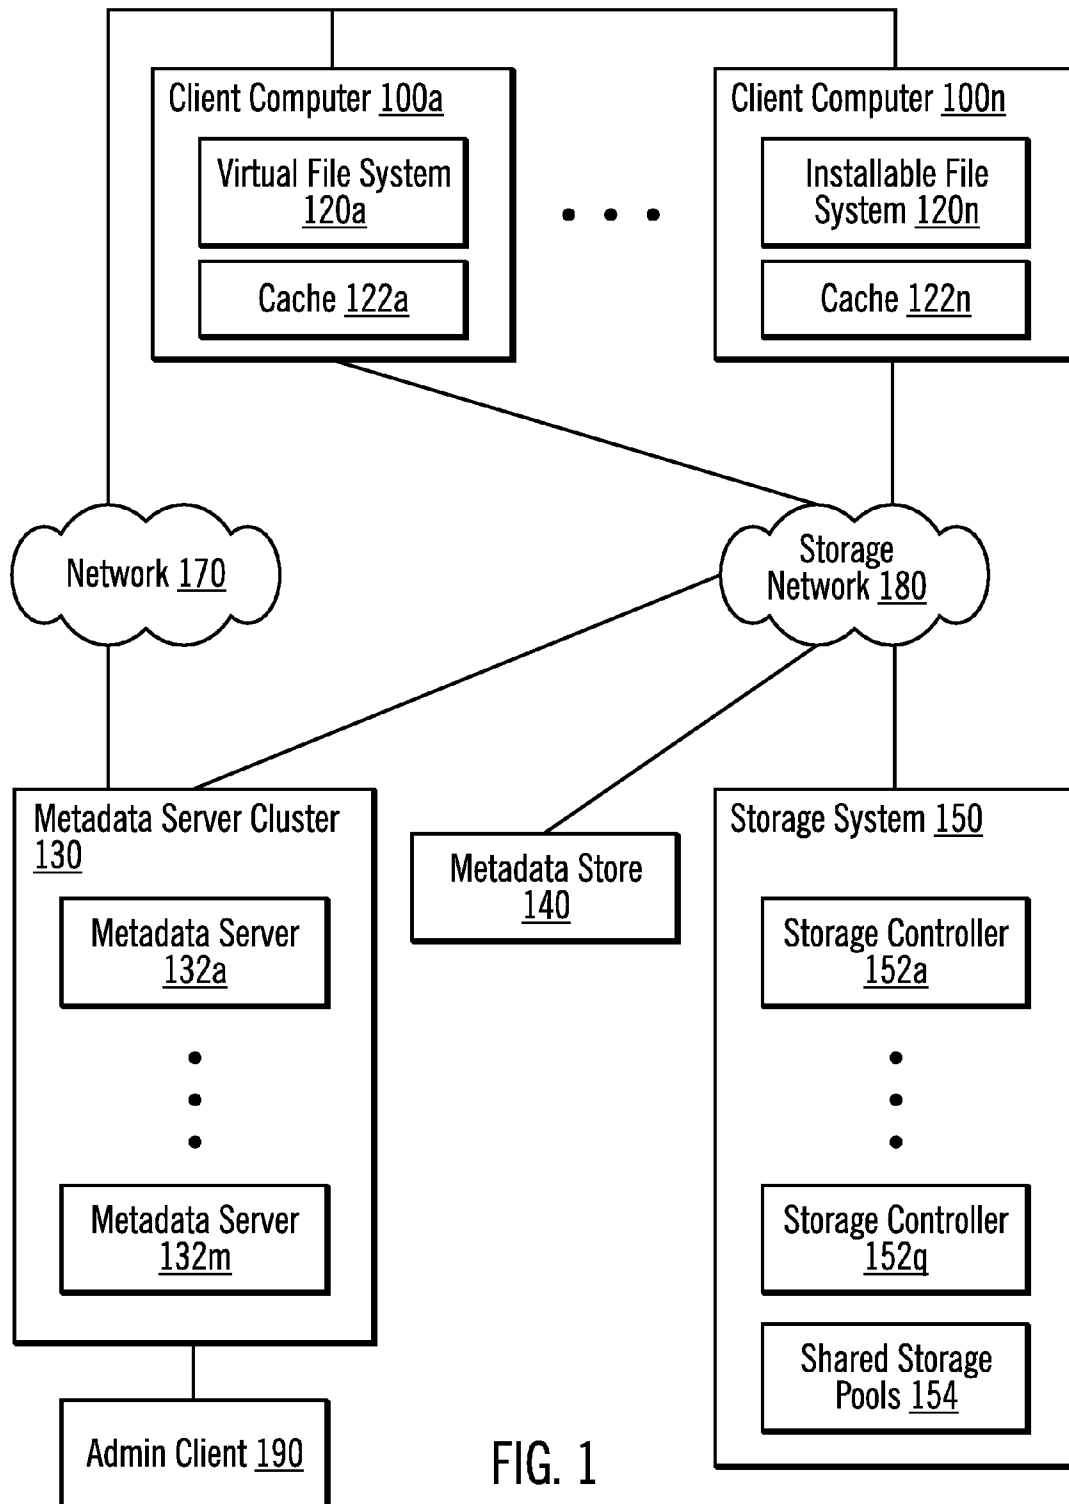 Client Computer 100a
Virtual File System
120a
Cache 122a
Client Computer 100n
Installable File
System 120n
Cache 122n
Network 170
Storage
Network 180
Metadata Server Cluster
130
Metadata Server
132a
Metadata Server
132m
Metadata Store
140
Storage System 150
Storage Controller
152a
Storage Controller
152q
Shared Storage
Pools 154
Admin Client 190
FIG. 1